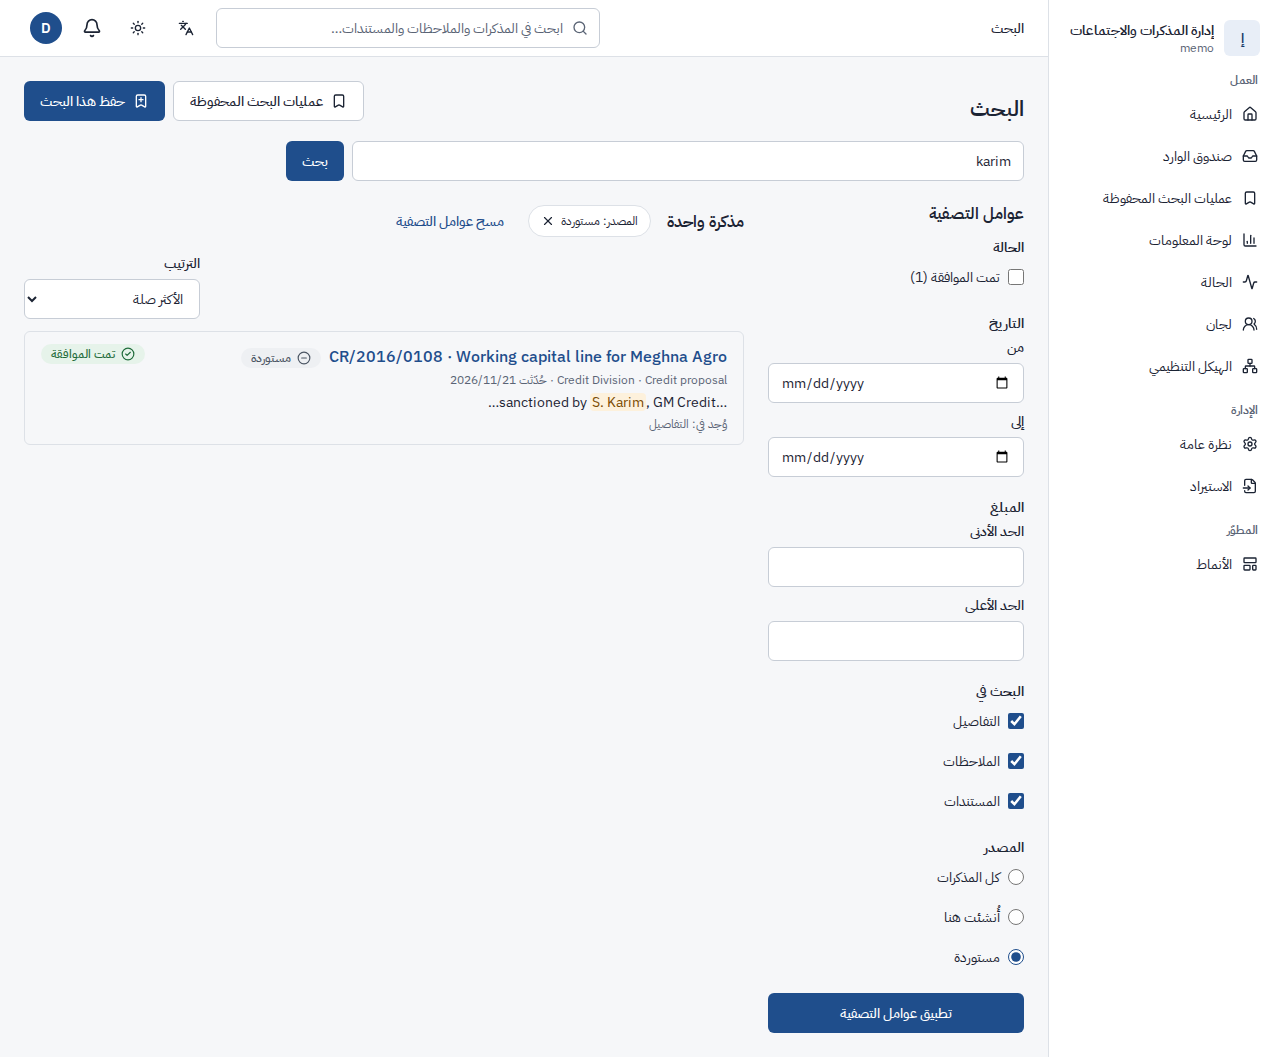 إدارة المذكرات والاجتماعات
memo
العمل
الرئيسية
صندوق الوارد
عمليات البحث المحفوظة
لوحة المعلومات
الحالة
لجان
الهيكل التنظيمي
الإدارة
نظرة عامة
الاستيراد
المطوّر
الأنماط
البحث
ابحث في المذكرات والملاحظات والمستندات...
D
البحث
عمليات البحث المحفوظة
حفظ هذا البحث
karim
بحث
عوامل التصفية
الحالة
تمت الموافقة (1)
التاريخ
من
mm/dd/yyyy
إلى
mm/dd/yyyy
المبلغ
الحد الأدنى
الحد الأعلى
البحث في
التفاصيل
الملاحظات
المستندات
المصدر
كل المذكرات
أُنشئت هنا
مستوردة
تطبيق عوامل التصفية
مذكرة واحدة
المصدر: مستوردة
مسح عوامل التصفية
الترتيب
الأكثر صلة
CR/2016/0108 · Working capital line for Meghna Agro
مستوردة
تمت الموافقة
Credit Division · Credit proposal · حُدّثت 2026/11/21
...sanctioned by S. Karim, GM Credit...
وُجد في: التفاصيل